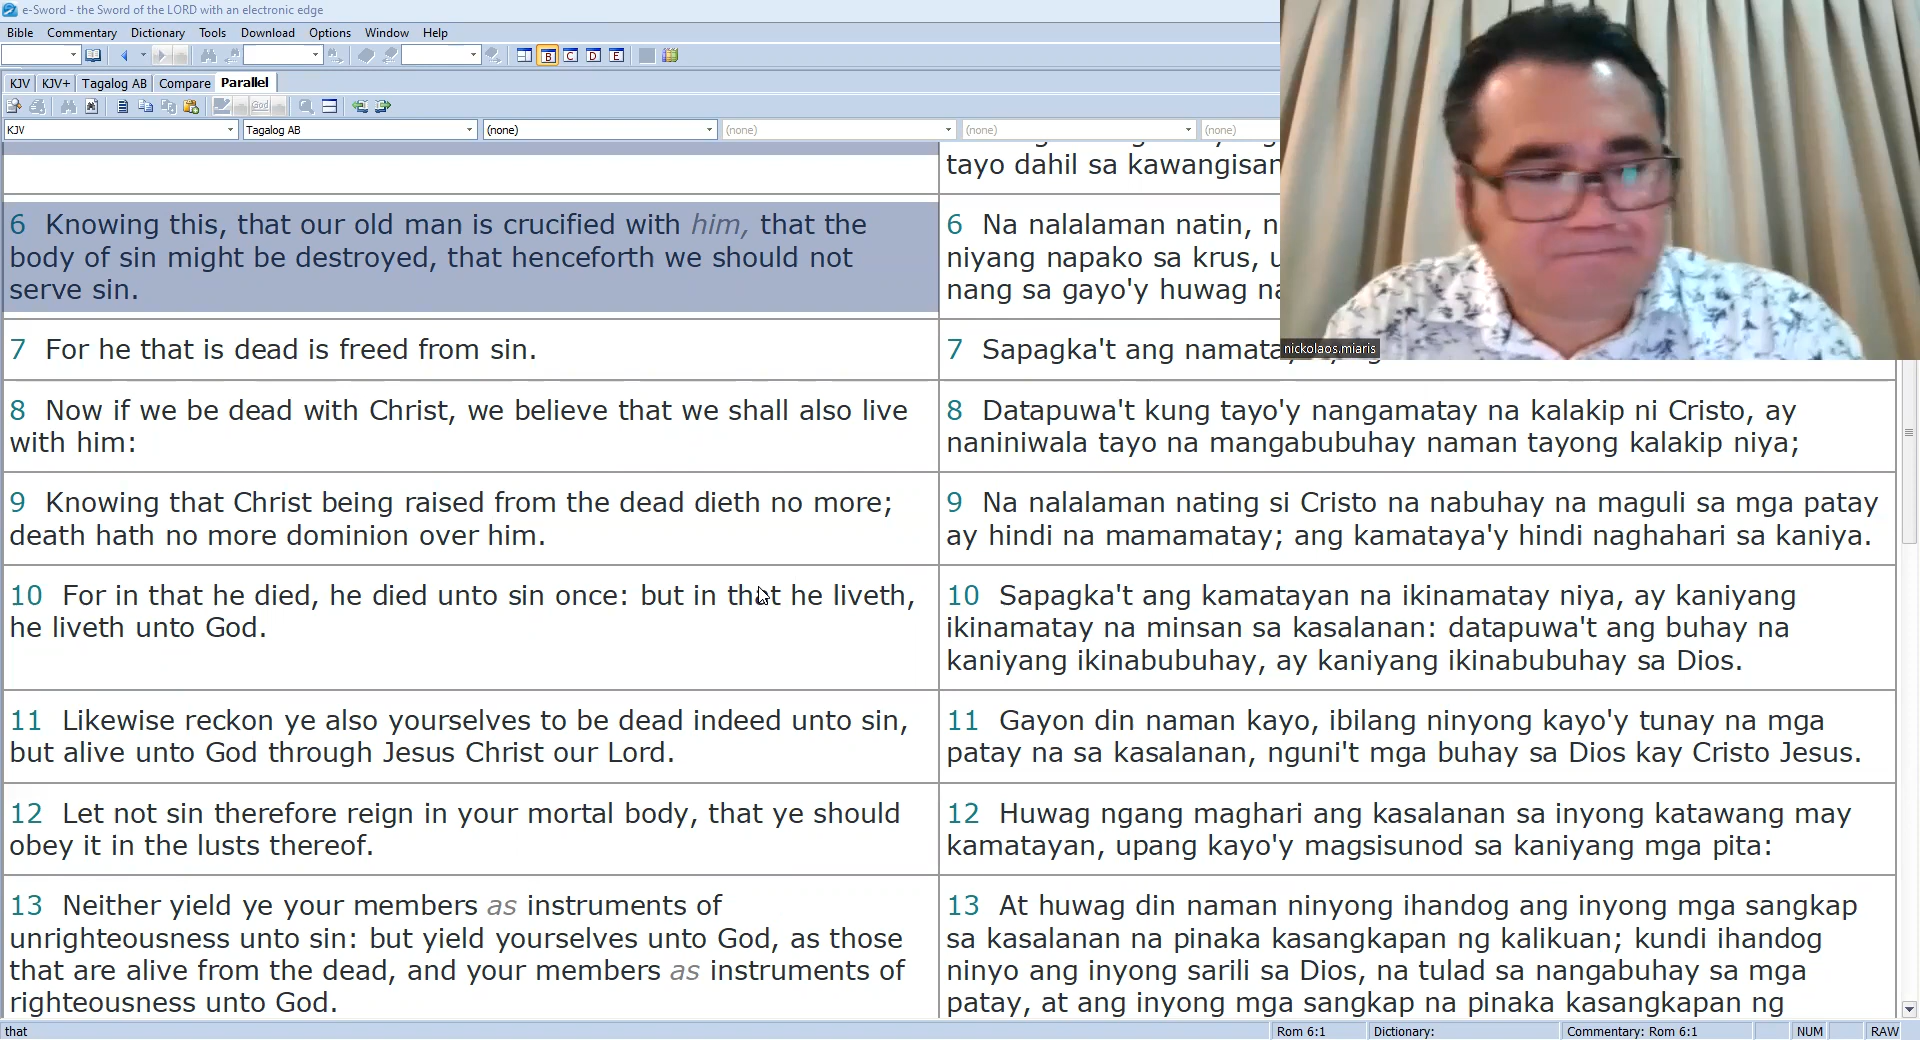 e-Sword - the Sword of the LORD with an electronic edge
Bible Commentary Dictionary Tools Download Options Window Help
B C D E
KJV KJV+ Tagalog AB Compare Parallel
God
KJV Tagalog AB (none) (none) (none) (none)
tayo dahil sa
6 Knowing this, that our old man is crucified with him, that the
body of sin might be destroyed, that henceforth we should not
serve sin.
6 Na nalalaman natin,
niyang napako sa krus,
nang sa gayo'y huwag
nickolaos.miaris
7 For he that is dead is freed from sin.
7 Sapagka't ang
8 Now if we be dead with Christ, we believe that we shall also live
with him:
8 Datapuwa't kung tayo'y nangamatay na kalakip ni Cristo, ay
naniniwala tayo na mangabubuhay naman tayong kalakip niya;
9 Knowing that Christ being raised from the dead dieth no more;
death hath no more dominion over him.
9 Na nalalaman nating si Cristo na nabuhay na maguli sa mga patay
ay hindi na mamamatay; ang kamataya'y hindi naghahari sa kaniya.
10 For in that he died, he died unto sin once: but in that he liveth,
he liveth unto God.
10 Sapagka't ang kamatayan na ikinamatay niya, ay kaniyang
ikinamatay na minsan sa kasalanan: datapuwa't ang buhay na
kaniyang ikinabubuhay, ay kaniyang ikinabubuhay sa Dios.
11 Likewise reckon ye also yourselves to be dead indeed unto sin,
but alive unto God through Jesus Christ our Lord.
11 Gayon din naman kayo, ibilang ninyong kayo'y tunay na mga
patay na sa kasalanan, nguni't mga buhay sa Dios kay Cristo Jesus.
12 Let not sin therefore reign in your mortal body, that ye should
obey it in the lusts thereof.
12 Huwag ngang maghari ang kasalanan sa inyong katawang may
kamatayan, upang kayo'y magsisunod sa kaniyang mga pita:
13 Neither yield ye your members as instruments of
unrighteousness unto sin: but yield yourselves unto God, as those
that are alive from the dead, and your members as instruments of
righteousness unto God.
13 At huwag din naman ninyong ihandog ang inyong mga sangkap
sa kasalanan na pinaka kasangkapan ng kalikuan; kundi ihandog
ninyo ang inyong sarili sa Dios, na tulad sa nangabuhay sa mga
patay, at ang inyong mga sangkap na pinaka kasangkapan ng
that Rom 6:1 Dictionary: Commentary: Rom 6:1 NUM RAW